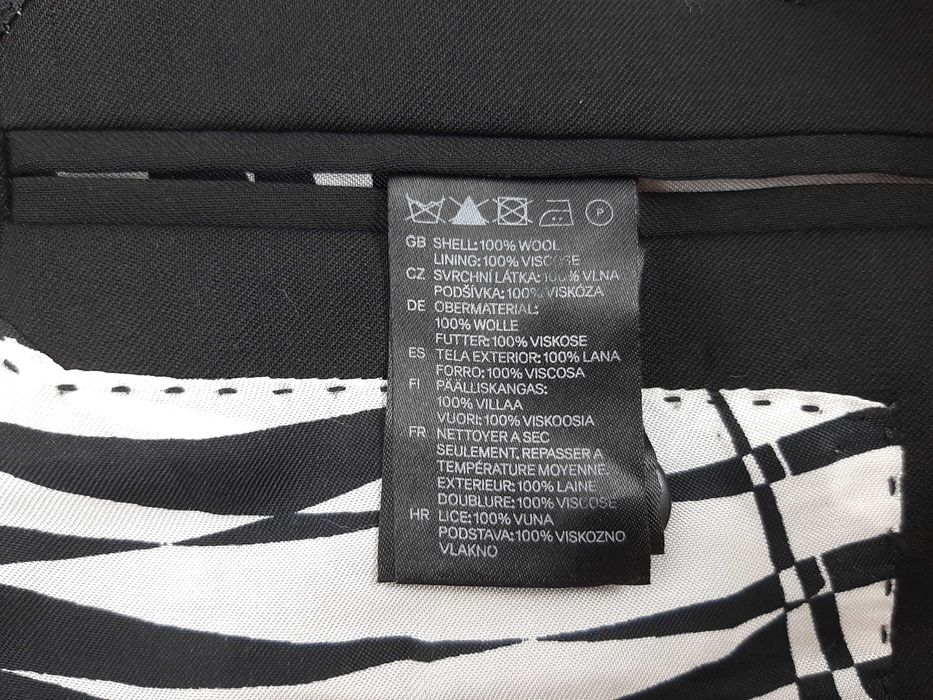 P
GB SHELL: 100% WOOL
LINING: 100% VISCOSE
CZ SVRCHNÍ LÁTKA: 100% VLNA
PODŠÍVKA: 100% VISKÓZA
DE OBERMATERIAL:
100% WOLLE
FUTTER: 100% VISKOSE
ES TELA EXTERIOR: 100% LANA
FORRO: 100% VISCOSA
FI PÄÄLLISKANGAS:
100% VILLAA
VUORI: 100% VISKOOSIA
FR NETTOYER A SEC
SEULEMENT. REPASSER A
TEMPÉRATURE MOYENNE.
EXTERIEUR: 100% LAINE
DOUBLURE: 100% VISCOSE
HR LICE: 100% VUNA
PODSTAVA: 100% VISKOZNO
VLAKNO